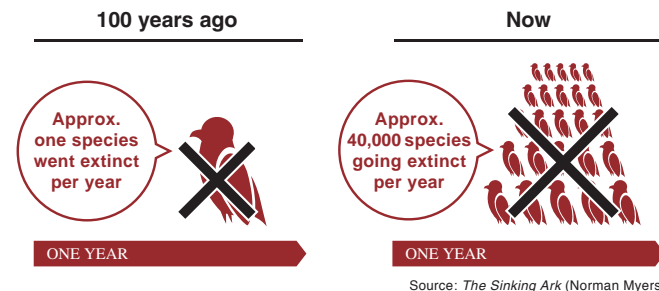 100 years ago
Now
Approx.
one species
went extinct
per year
Approx.
40,000 species
going extinct
per year
ONE YEAR
ONE YEAR
Source: The Sinking Ark (Norman Myers